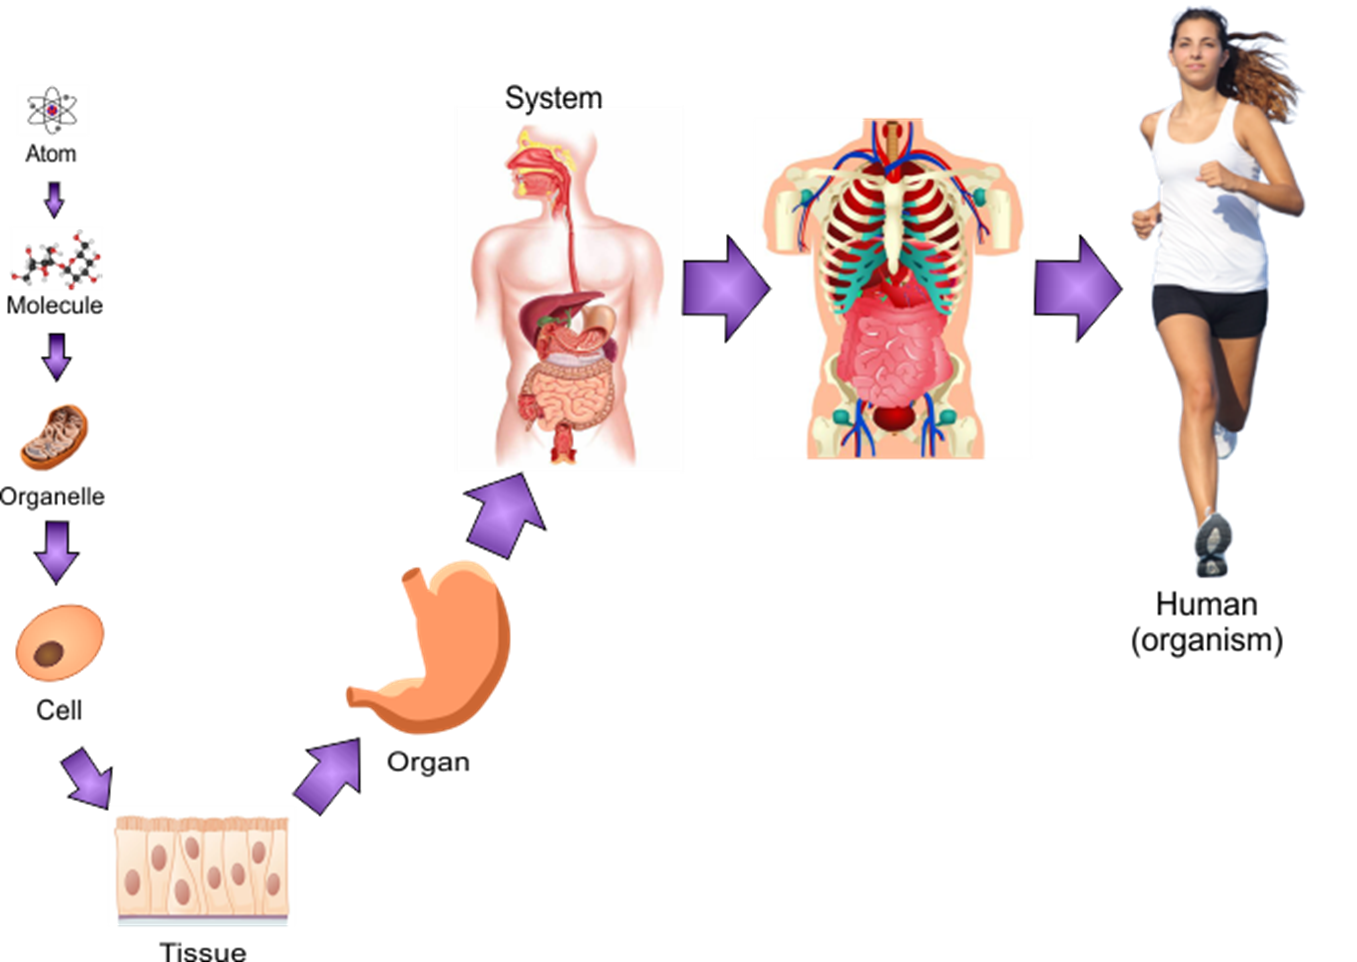 Atom
Molecule
Organelle
Cell
Tissue
Organ
System
Human
(organism)